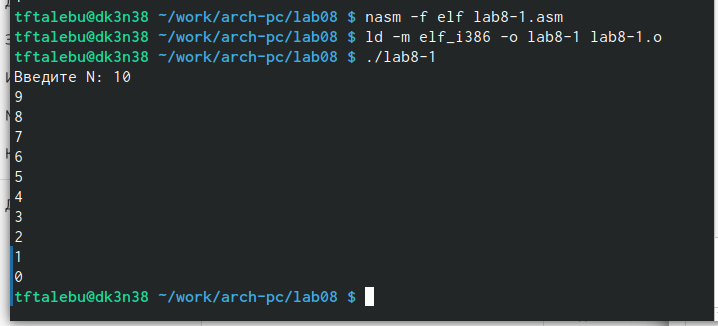 tftalebu@dk3n38 ~/work/arch-pc/lab08 $ nasm -f elf lab8-1.asm
tftalebu@dk3n38 ~/work/arch-pc/lab08 $ ld -m elf_i386 -o lab8-1 lab8-1.o
tftalebu@dk3n38 ~/work/arch-pc/lab08 $ ./lab8-1
Введите N: 10
9
8
7
6
5
4
3
2
1
0
tftalebu@dk3n38 ~/work/arch-pc/lab08 $